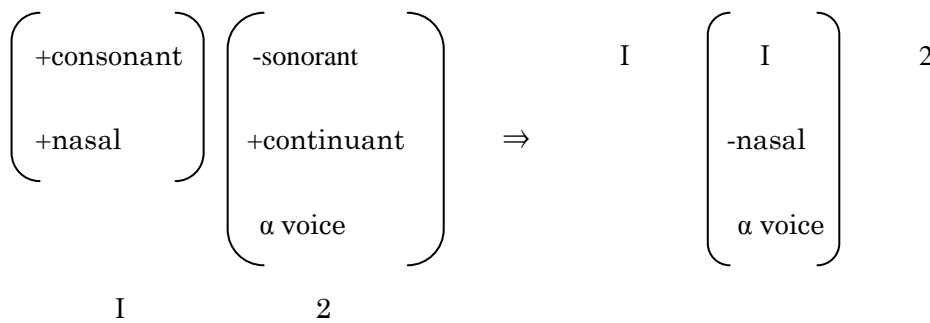 +consonant -sonorant I I 2
+nasal +continuant ⇒ -nasal
α voice α voice
I 2